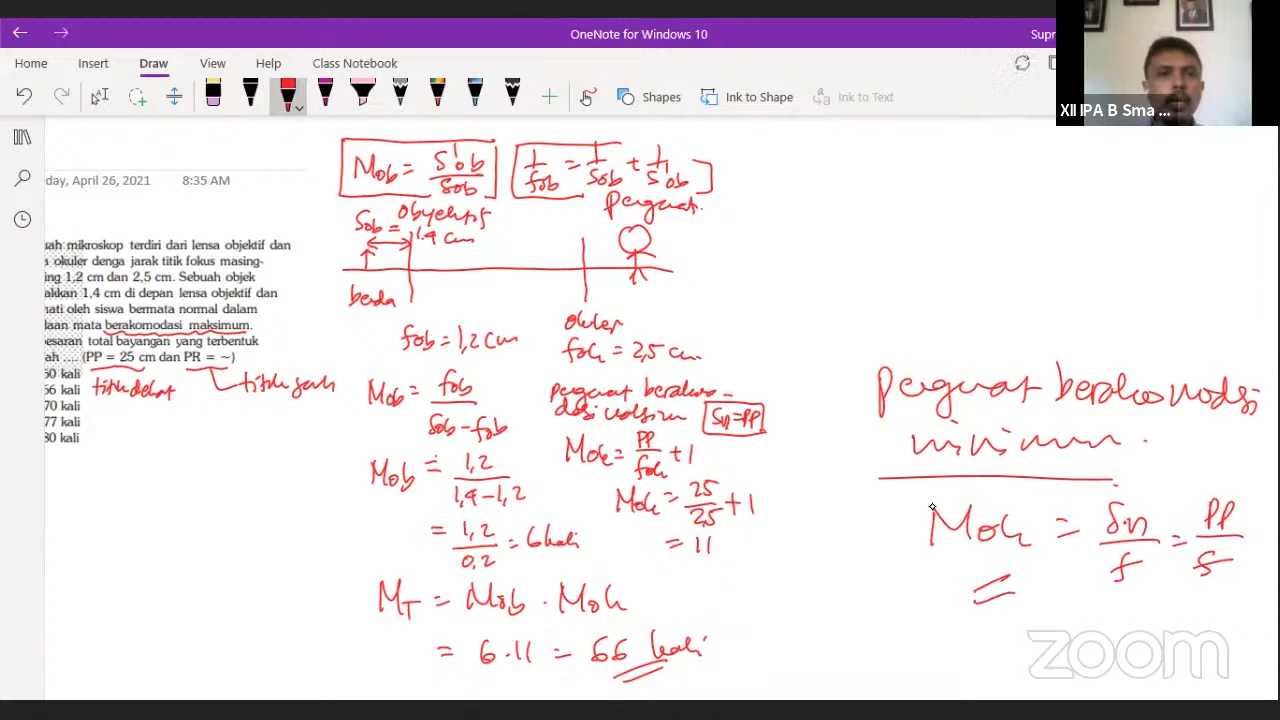 OneNote for Windows 10
Supr
Home Insert Draw View Help Class Notebook
Shapes Ink to Shape Ink to Text
XII IPA B Sma ...
day, April 26, 2021 8:35 AM
uah mikroskop terdiri dari lensa objektif dan
okuler denga jarak titik fokus masing-
ing 1,2 cm dan 2,5 cm. Sebuah objek
akkan 1,4 cm di depan lensa objektif dan
nati oleh siswa bermata normal dalam
daan mata berakomodasi maksimum.
besaran total bayangan yang terbentuk
ah .... (PP = 25 cm dan PR = ~)
50 kali
56 kali
70 kali
77 kali
80 kali
titik dekat
titik jauh
Mob = S'ob / Sob
1/fob = 1/Sob + 1/S'ob
Obyektif
Pengamat.
Sob = 1.4 cm
benda
fob = 1,2 cm
Okuler
fok = 2,5 cm
Mob = fob / Sob - fob
Mob = 1,2 / 1,4 - 1,2
= 1,2 / 0,2 = 6 kali
pengamat berakomo-
dasi maksimum Sn = PP
Mok = PP / fok + 1
Mok = 25 / 2,5 + 1
= 11
MT = Mob . Mok
= 6.11 = 66 kali
pengamat berakomodasi
minimum.
Mok = Sn / f = PP / f
zoom